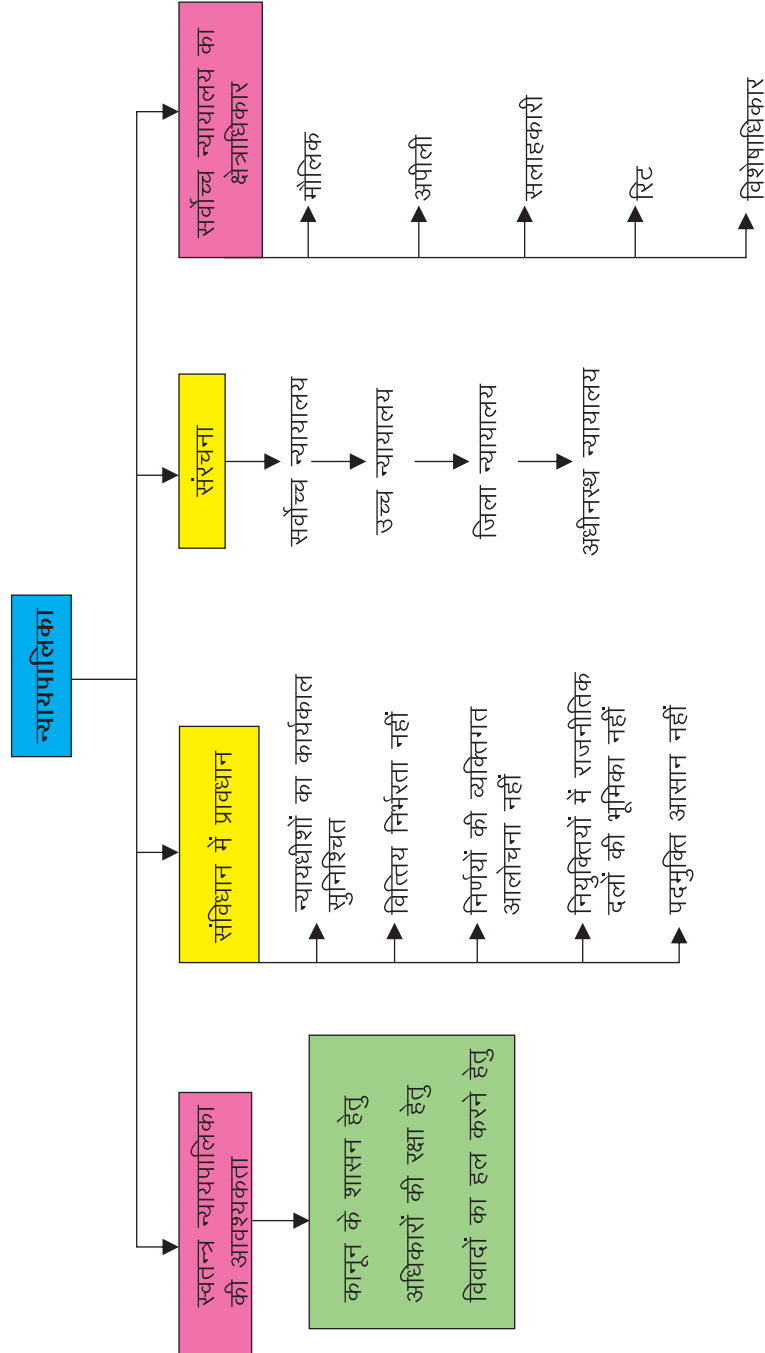 न्यायपालिका
स्वतन्त्र न्यायपालिका
की आवश्यकता
कानून के शासन हेतु
अधिकारों की रक्षा हेतु
विवादों का हल करने हेतु
संविधान में प्रावधान
न्यायधीशों का कार्यकाल
सुनिश्चित
वित्तिय निर्भरता नहीं
निर्णयों की व्यक्तिगत
आलोचना नहीं
नियुक्तियों में राजनीतिक
दलों की भूमिका नहीं
पदमुक्ति आसान नहीं
संरचना
सर्वोच्च न्यायालय
उच्च न्यायालय
जिला न्यायालय
अधीनस्थ न्यायालय
सर्वोच्च न्यायालय का
क्षेत्राधिकार
मौलिक
अपीली
सलाहकारी
रिट
विशेषाधिकार